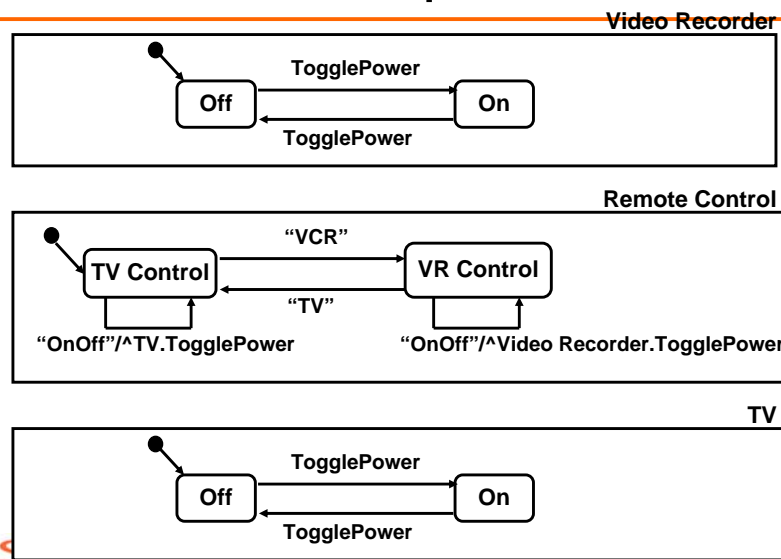 Video Recorder
TogglePower
Off
On
TogglePower
Remote Control
“VCR”
TV Control
VR Control
“TV”
“OnOff”/^TV.TogglePower
“OnOff”/^Video Recorder.TogglePower
TV
TogglePower
Off
On
TogglePower